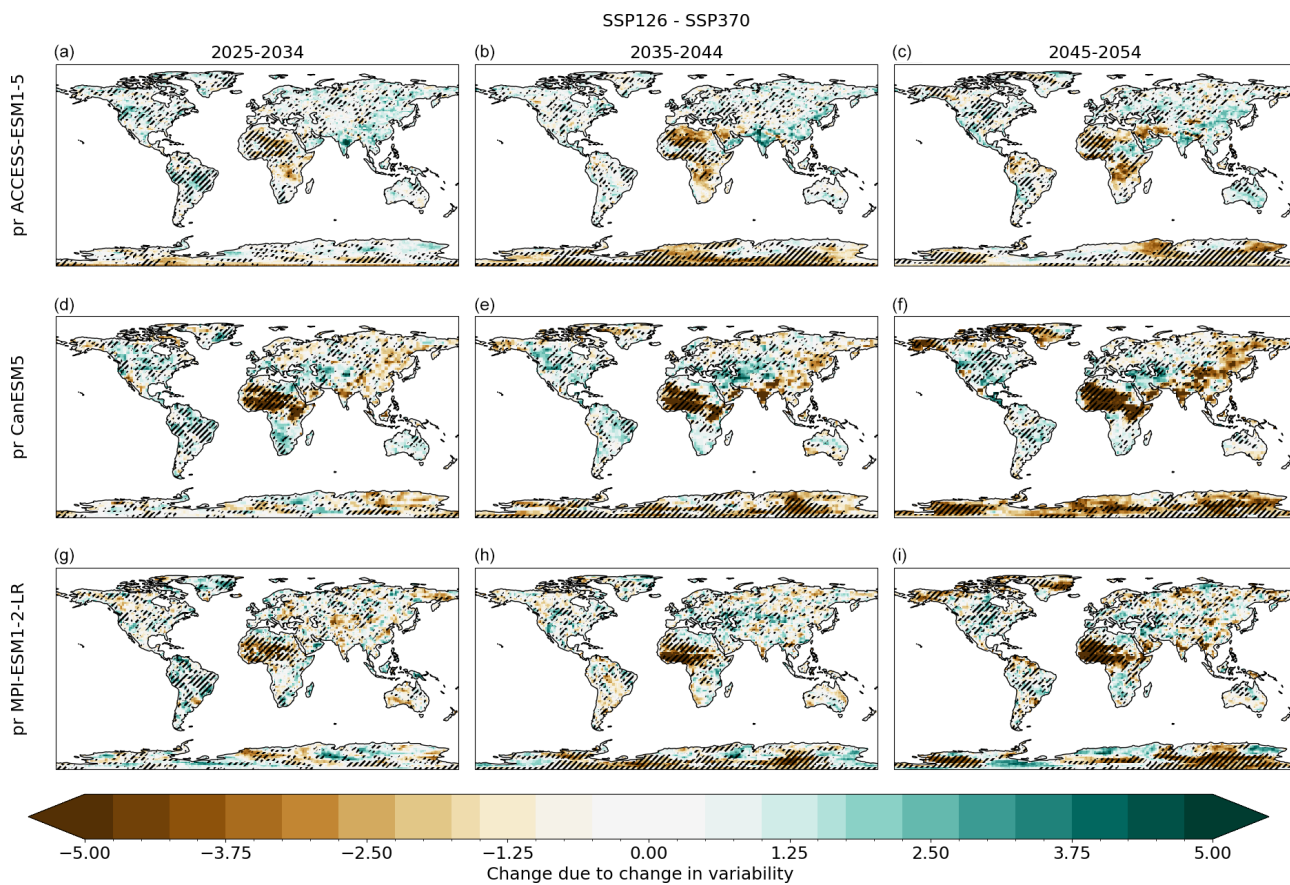 SSP126 - SSP370
(a) 2025-2034
(b) 2035-2044
(c) 2045-2054
pr ACCESS-ESM1-5
(d)
(e)
(f)
pr CanESM5
(g)
(h)
(i)
pr MPI-ESM1-2-LR
−5.00 −3.75 −2.50 −1.25 0.00 1.25 2.50 3.75 5.00
Change due to change in variability